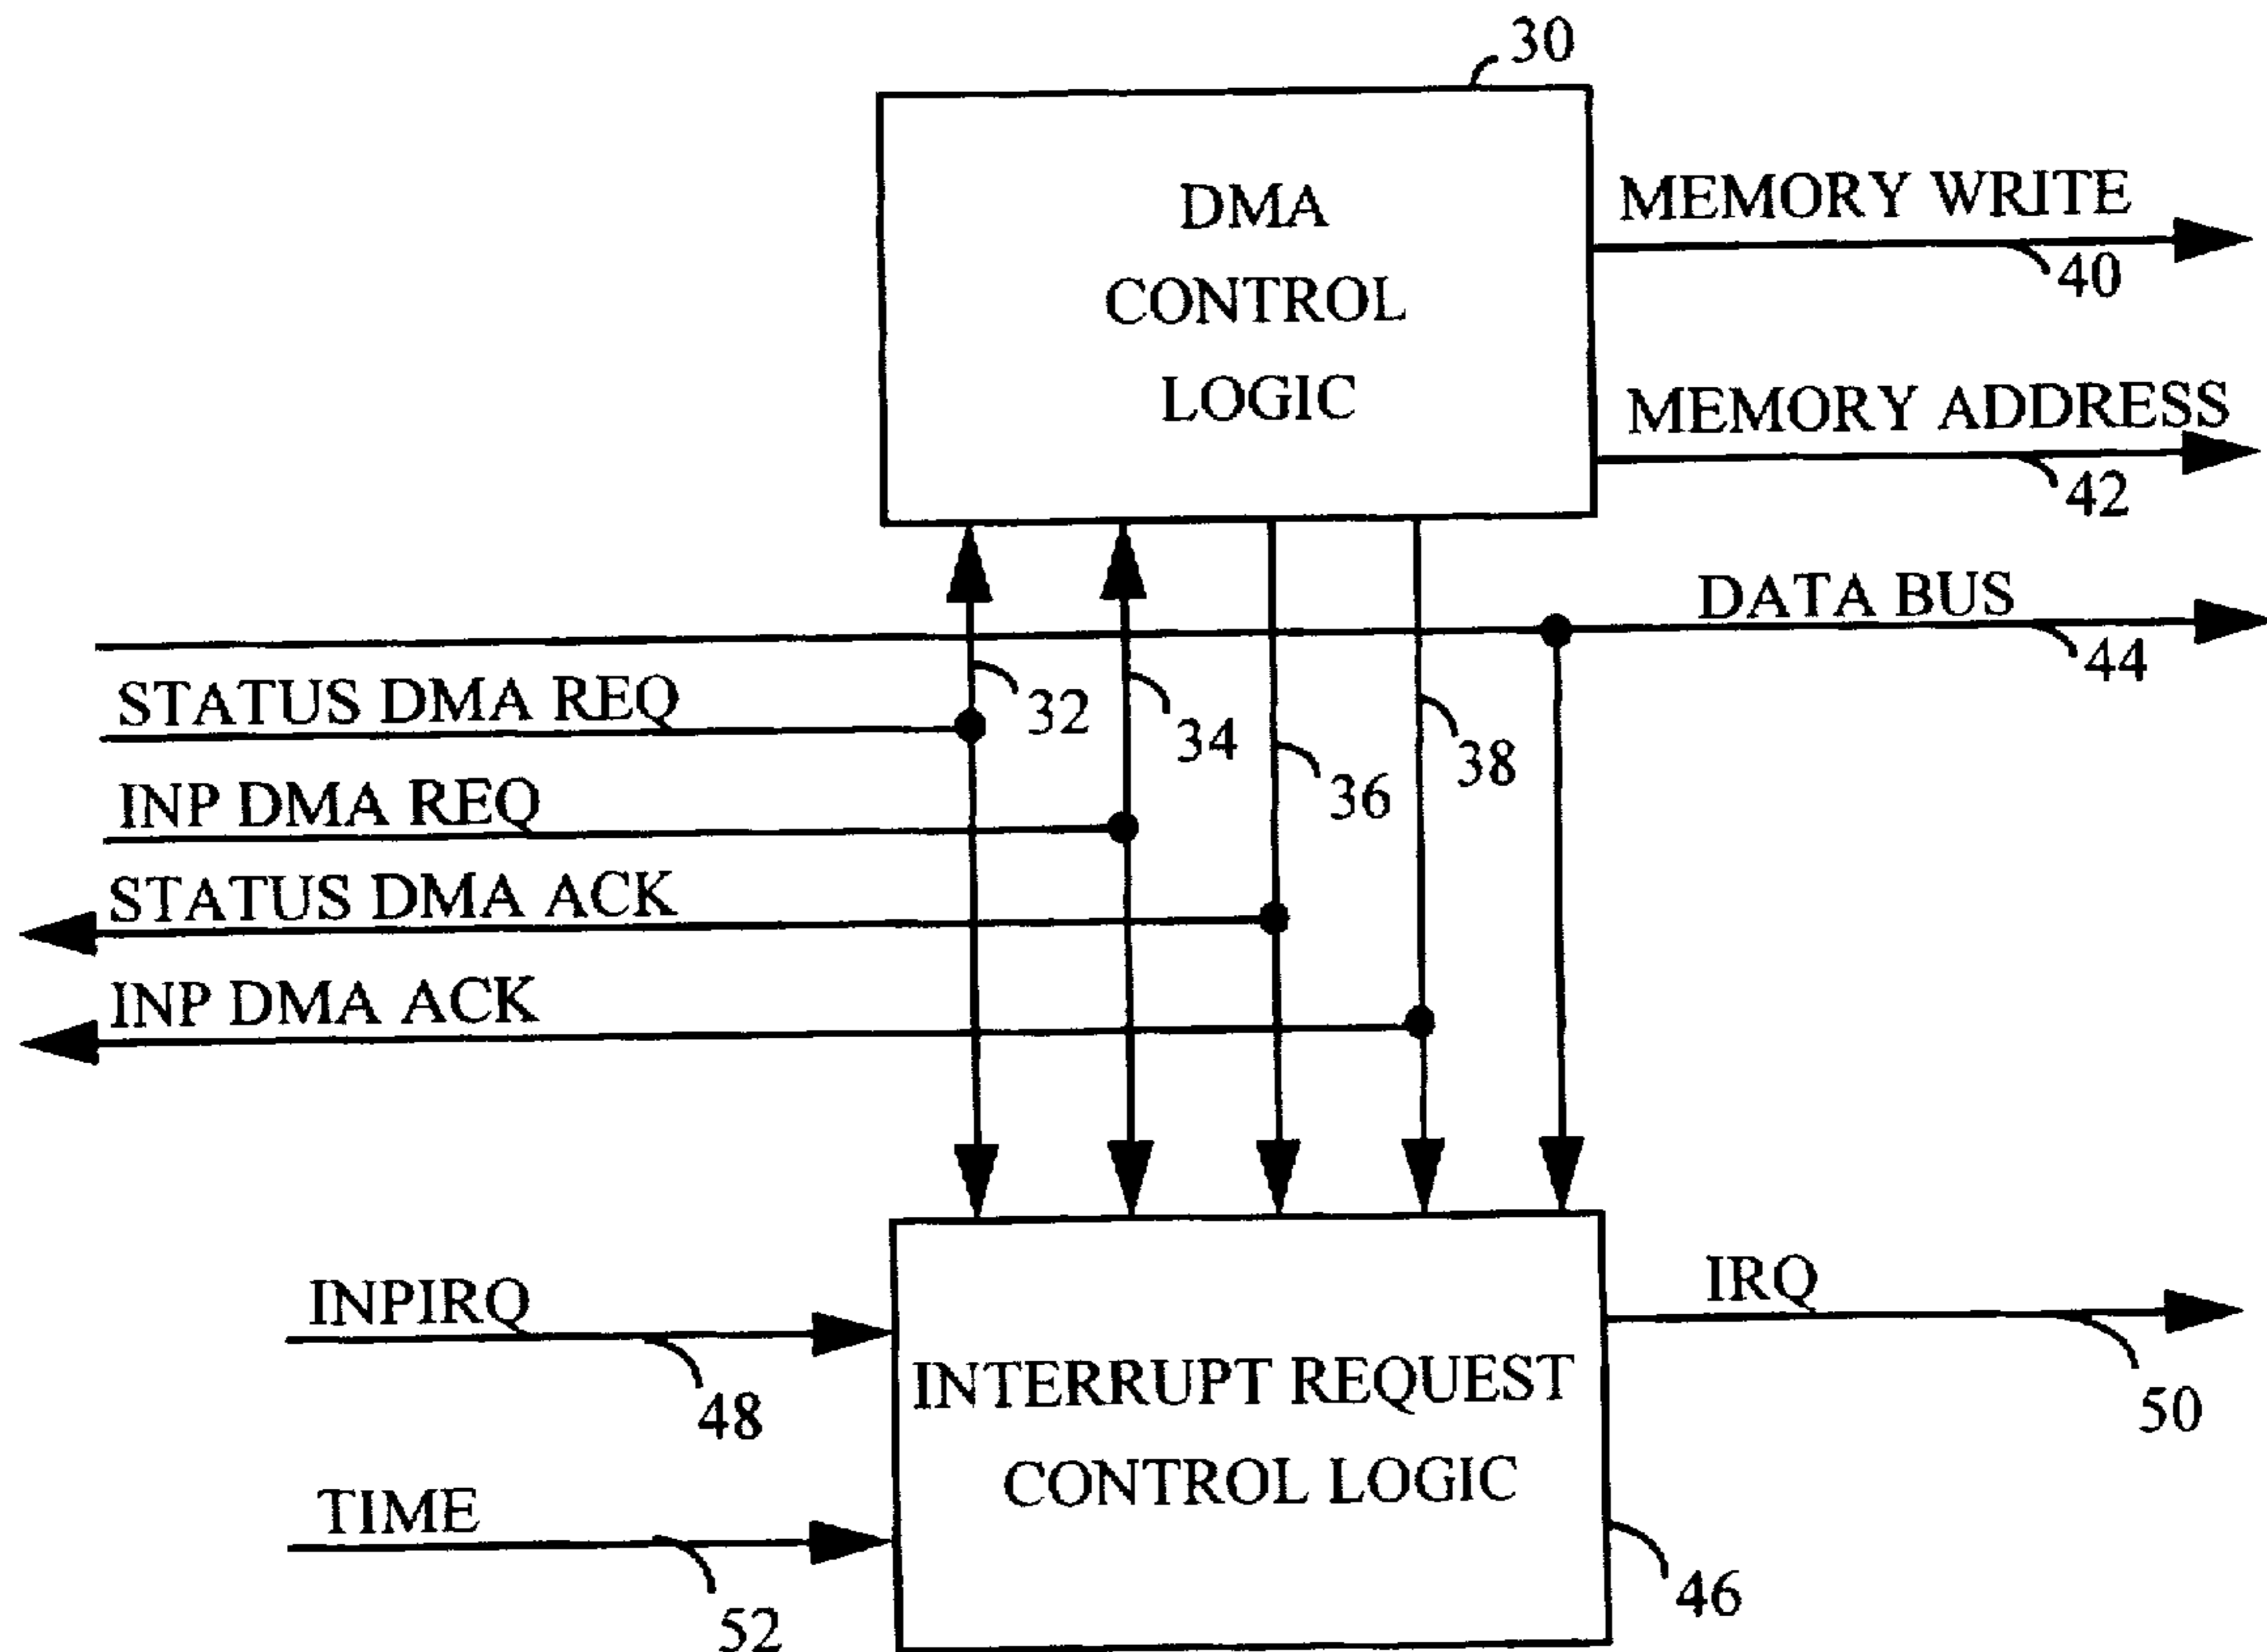 30
DMA
CONTROL
LOGIC
MEMORY WRITE
40
MEMORY ADDRESS
42
DATA BUS
44
STATUS DMA REQ
32
34
38
36
INP DMA REQ
STATUS DMA ACK
INP DMA ACK
INPIRQ
48
IRQ
50
INTERRUPT REQUEST
CONTROL LOGIC
TIME
52
46